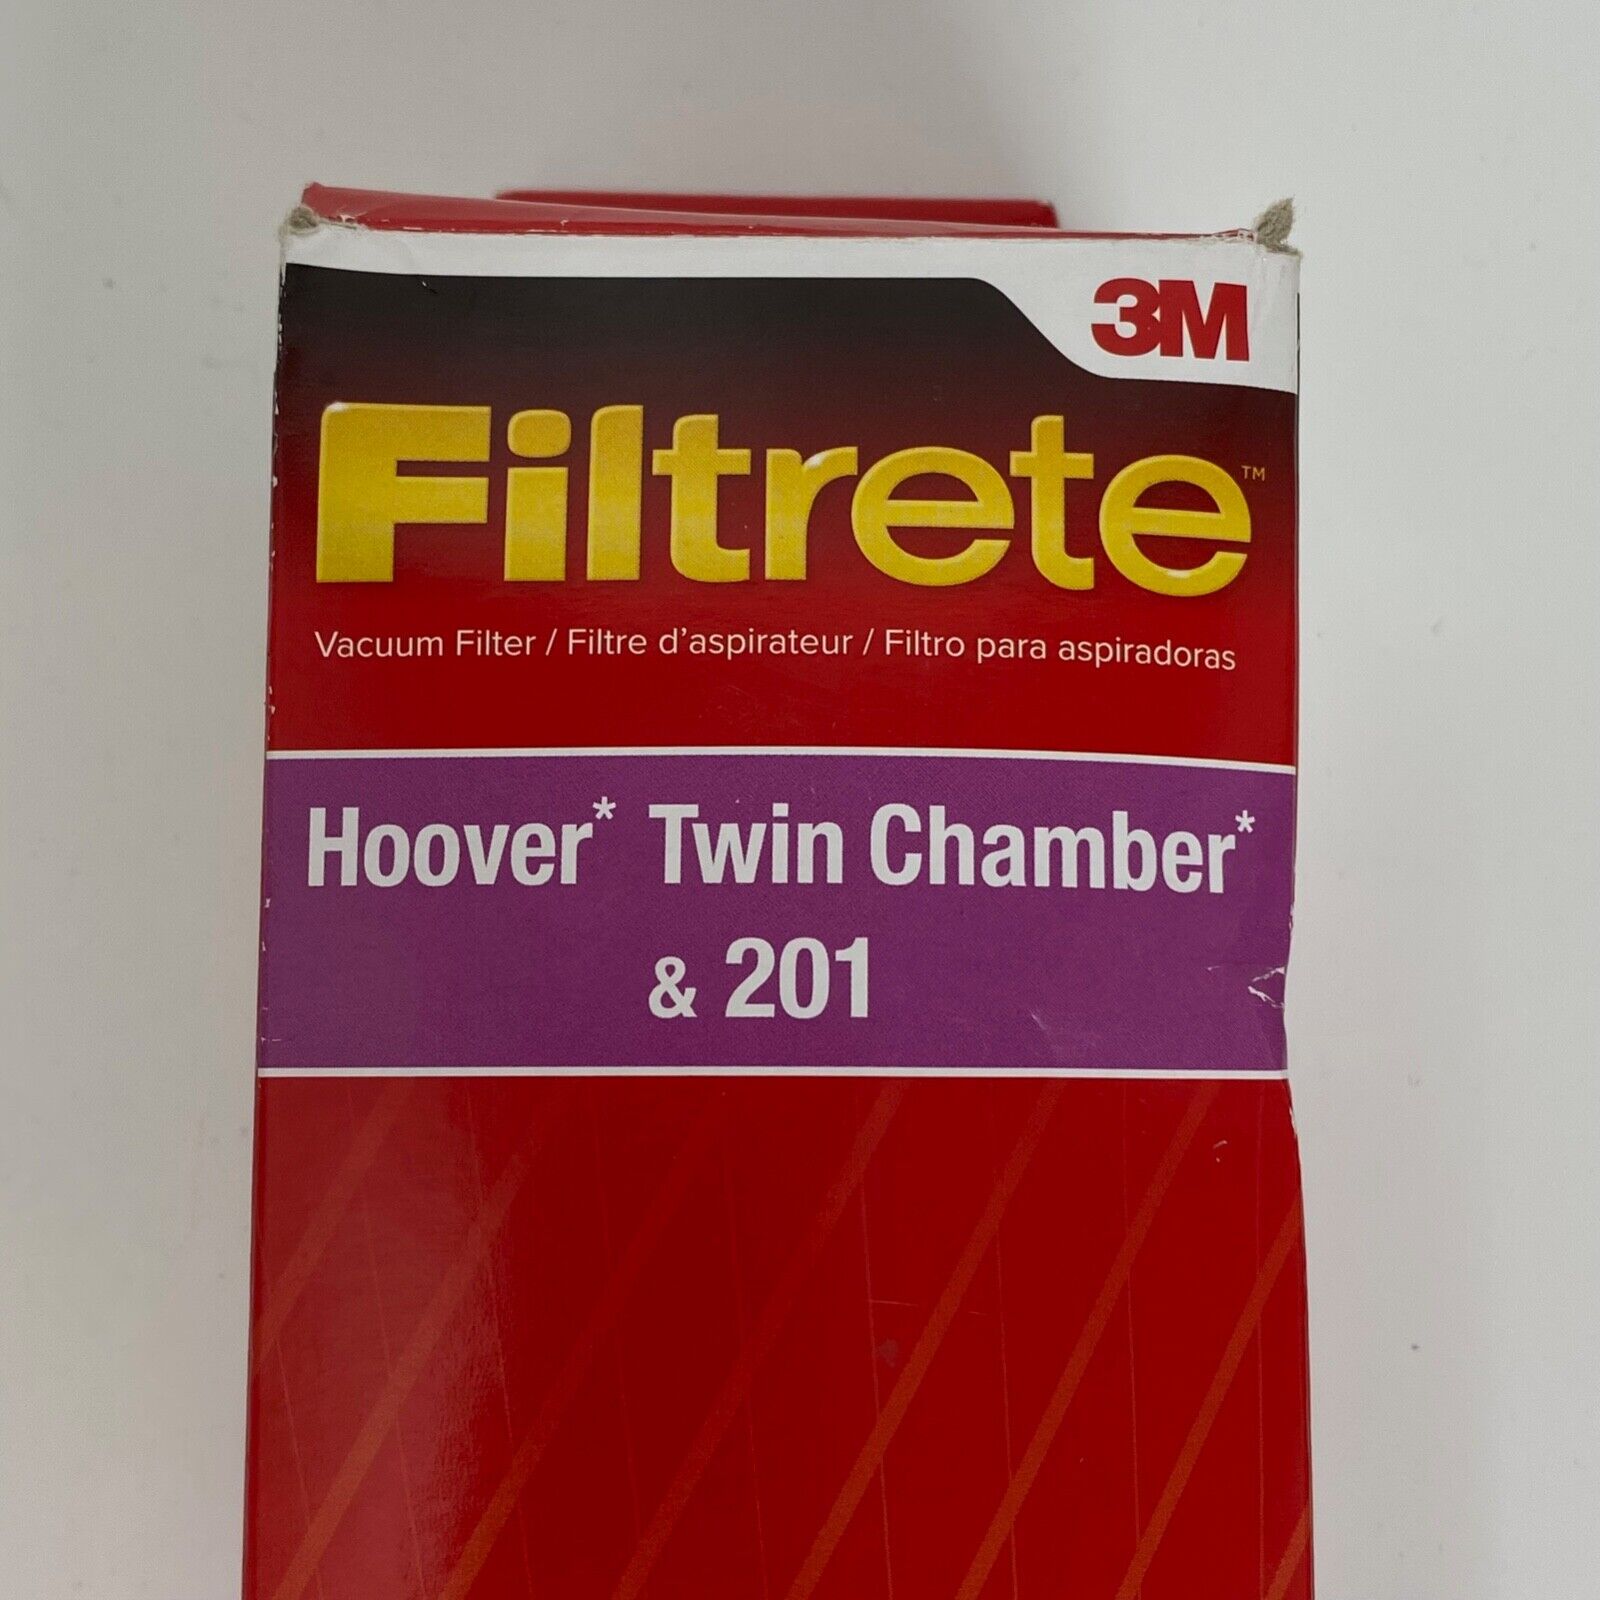 3M
Filtrete™
Vacuum Filter / Filtre d'aspirateur / Filtro para aspiradoras
Hoover* Twin Chamber*
& 201